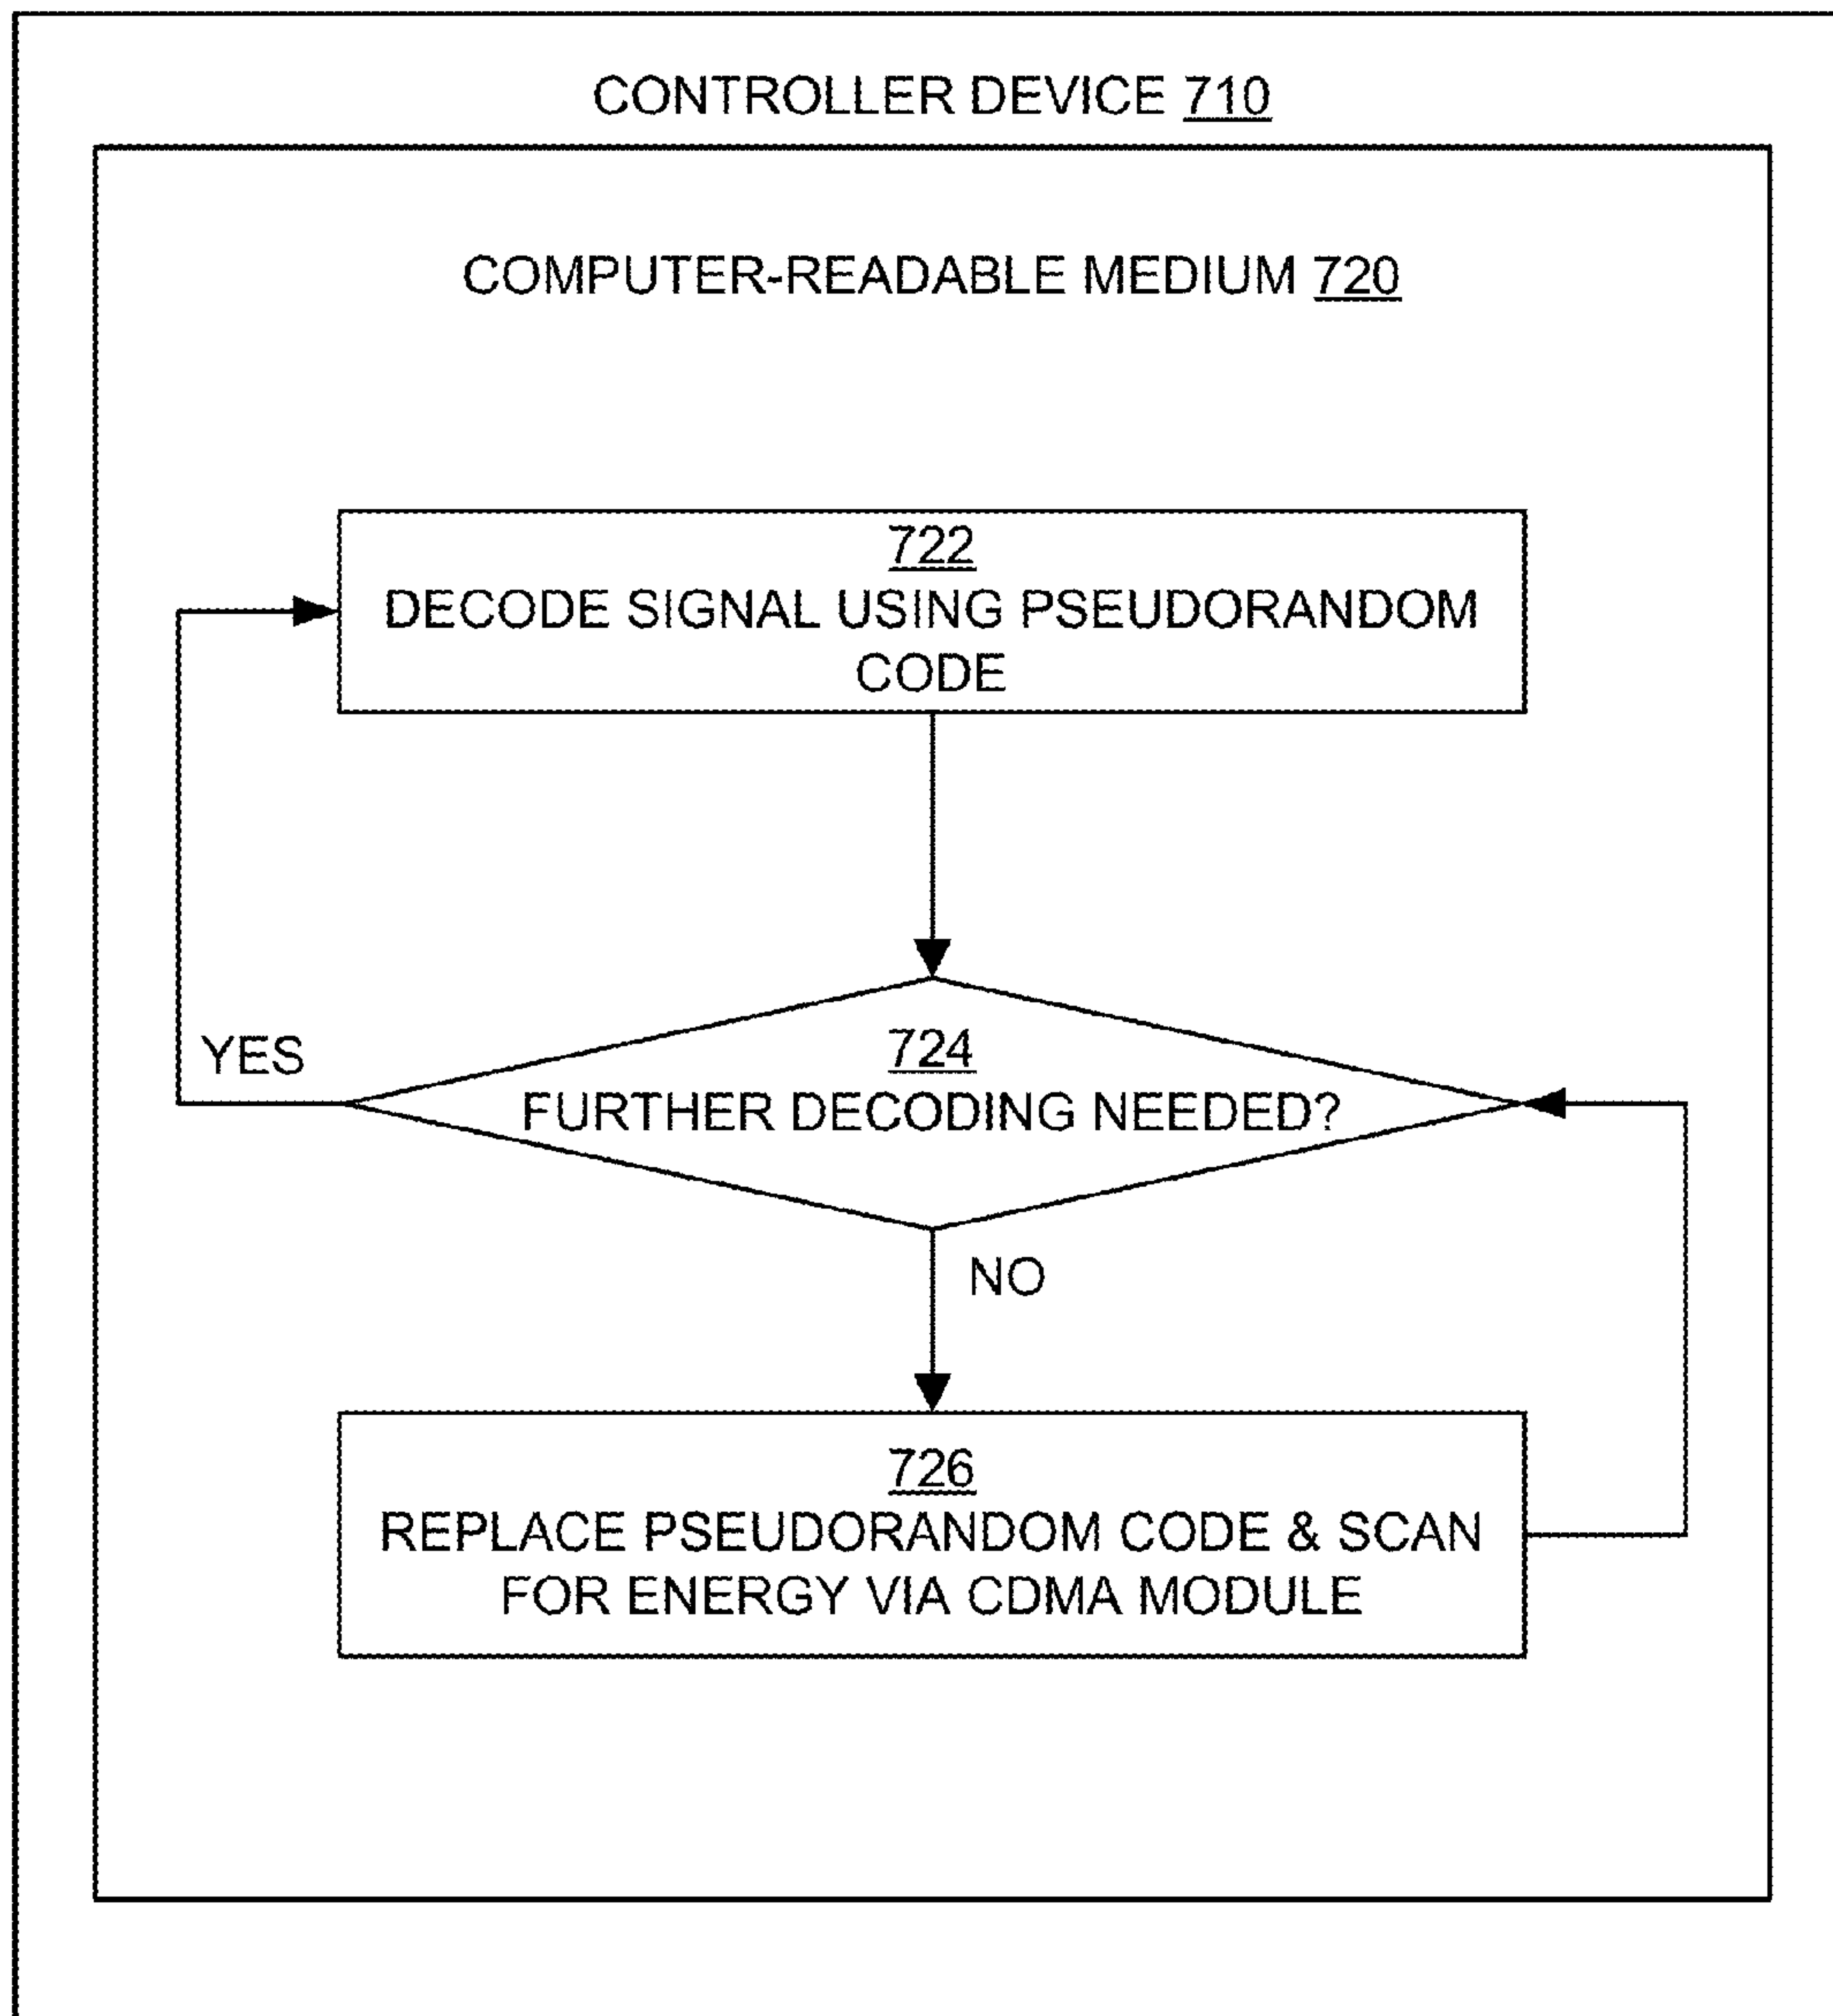 CONTROLLER DEVICE 710
COMPUTER-READABLE MEDIUM 720
722
DECODE SIGNAL USING PSEUDORANDOM
CODE
YES
724
FURTHER DECODING NEEDED?
NO
726
REPLACE PSEUDORANDOM CODE & SCAN
FOR ENERGY VIA CDMA MODULE